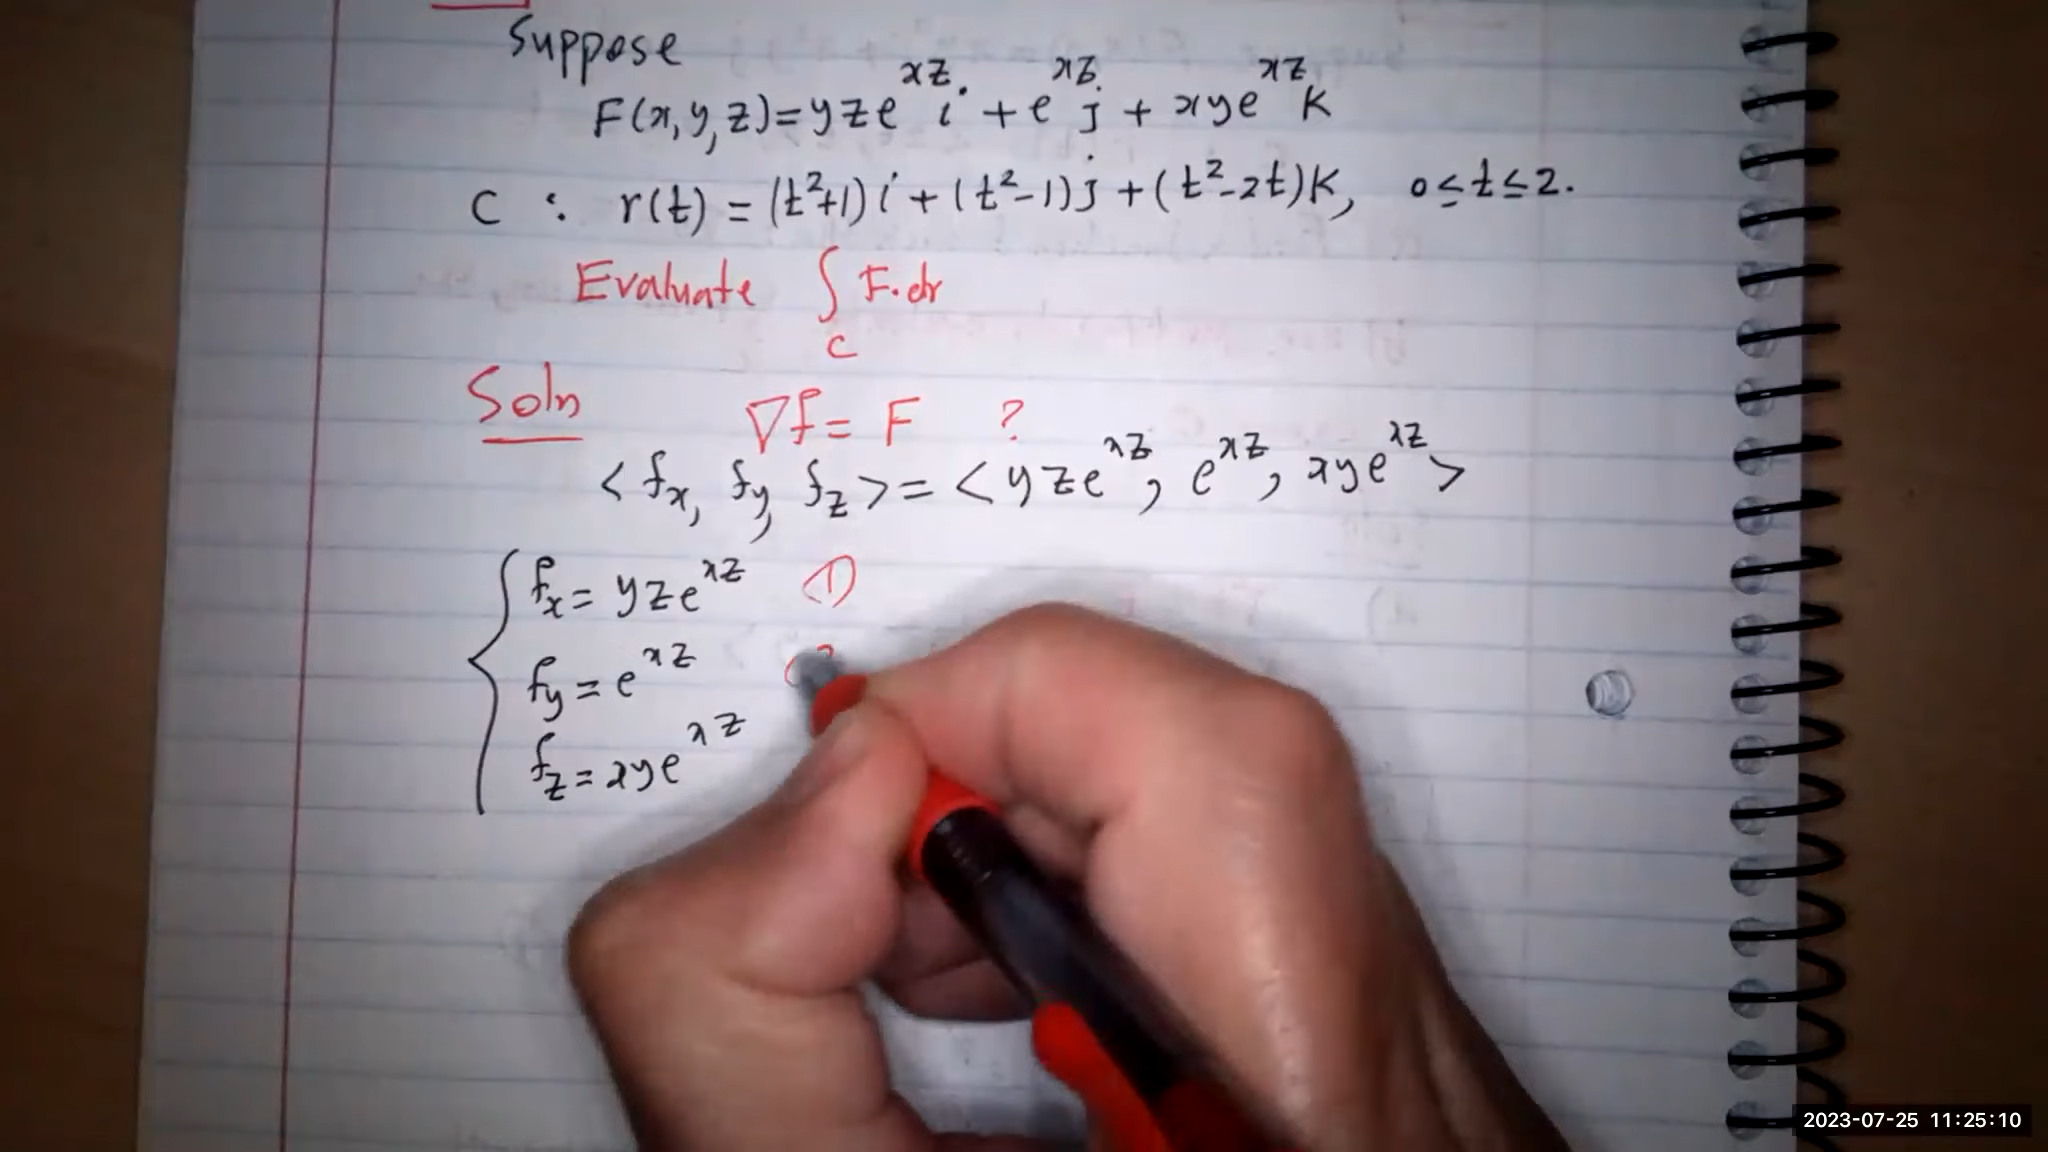 Suppose
F(x,y,z)=yze^{xz} i + e^{xz} j + xye^{xz} k
C : r(t) = (t²+1)i + (t²-1)j + (t²-2t)k, 0≤t≤2.
Evaluate ∫_C F.dr
Soln ∇f = F ?
<f_x, f_y, f_z> = <yze^{xz}, e^{xz}, xye^{xz}>
f_x = yze^{xz} ①
f_y = e^{xz}
f_z = xye^{xz}
2023-07-25 11:25:10